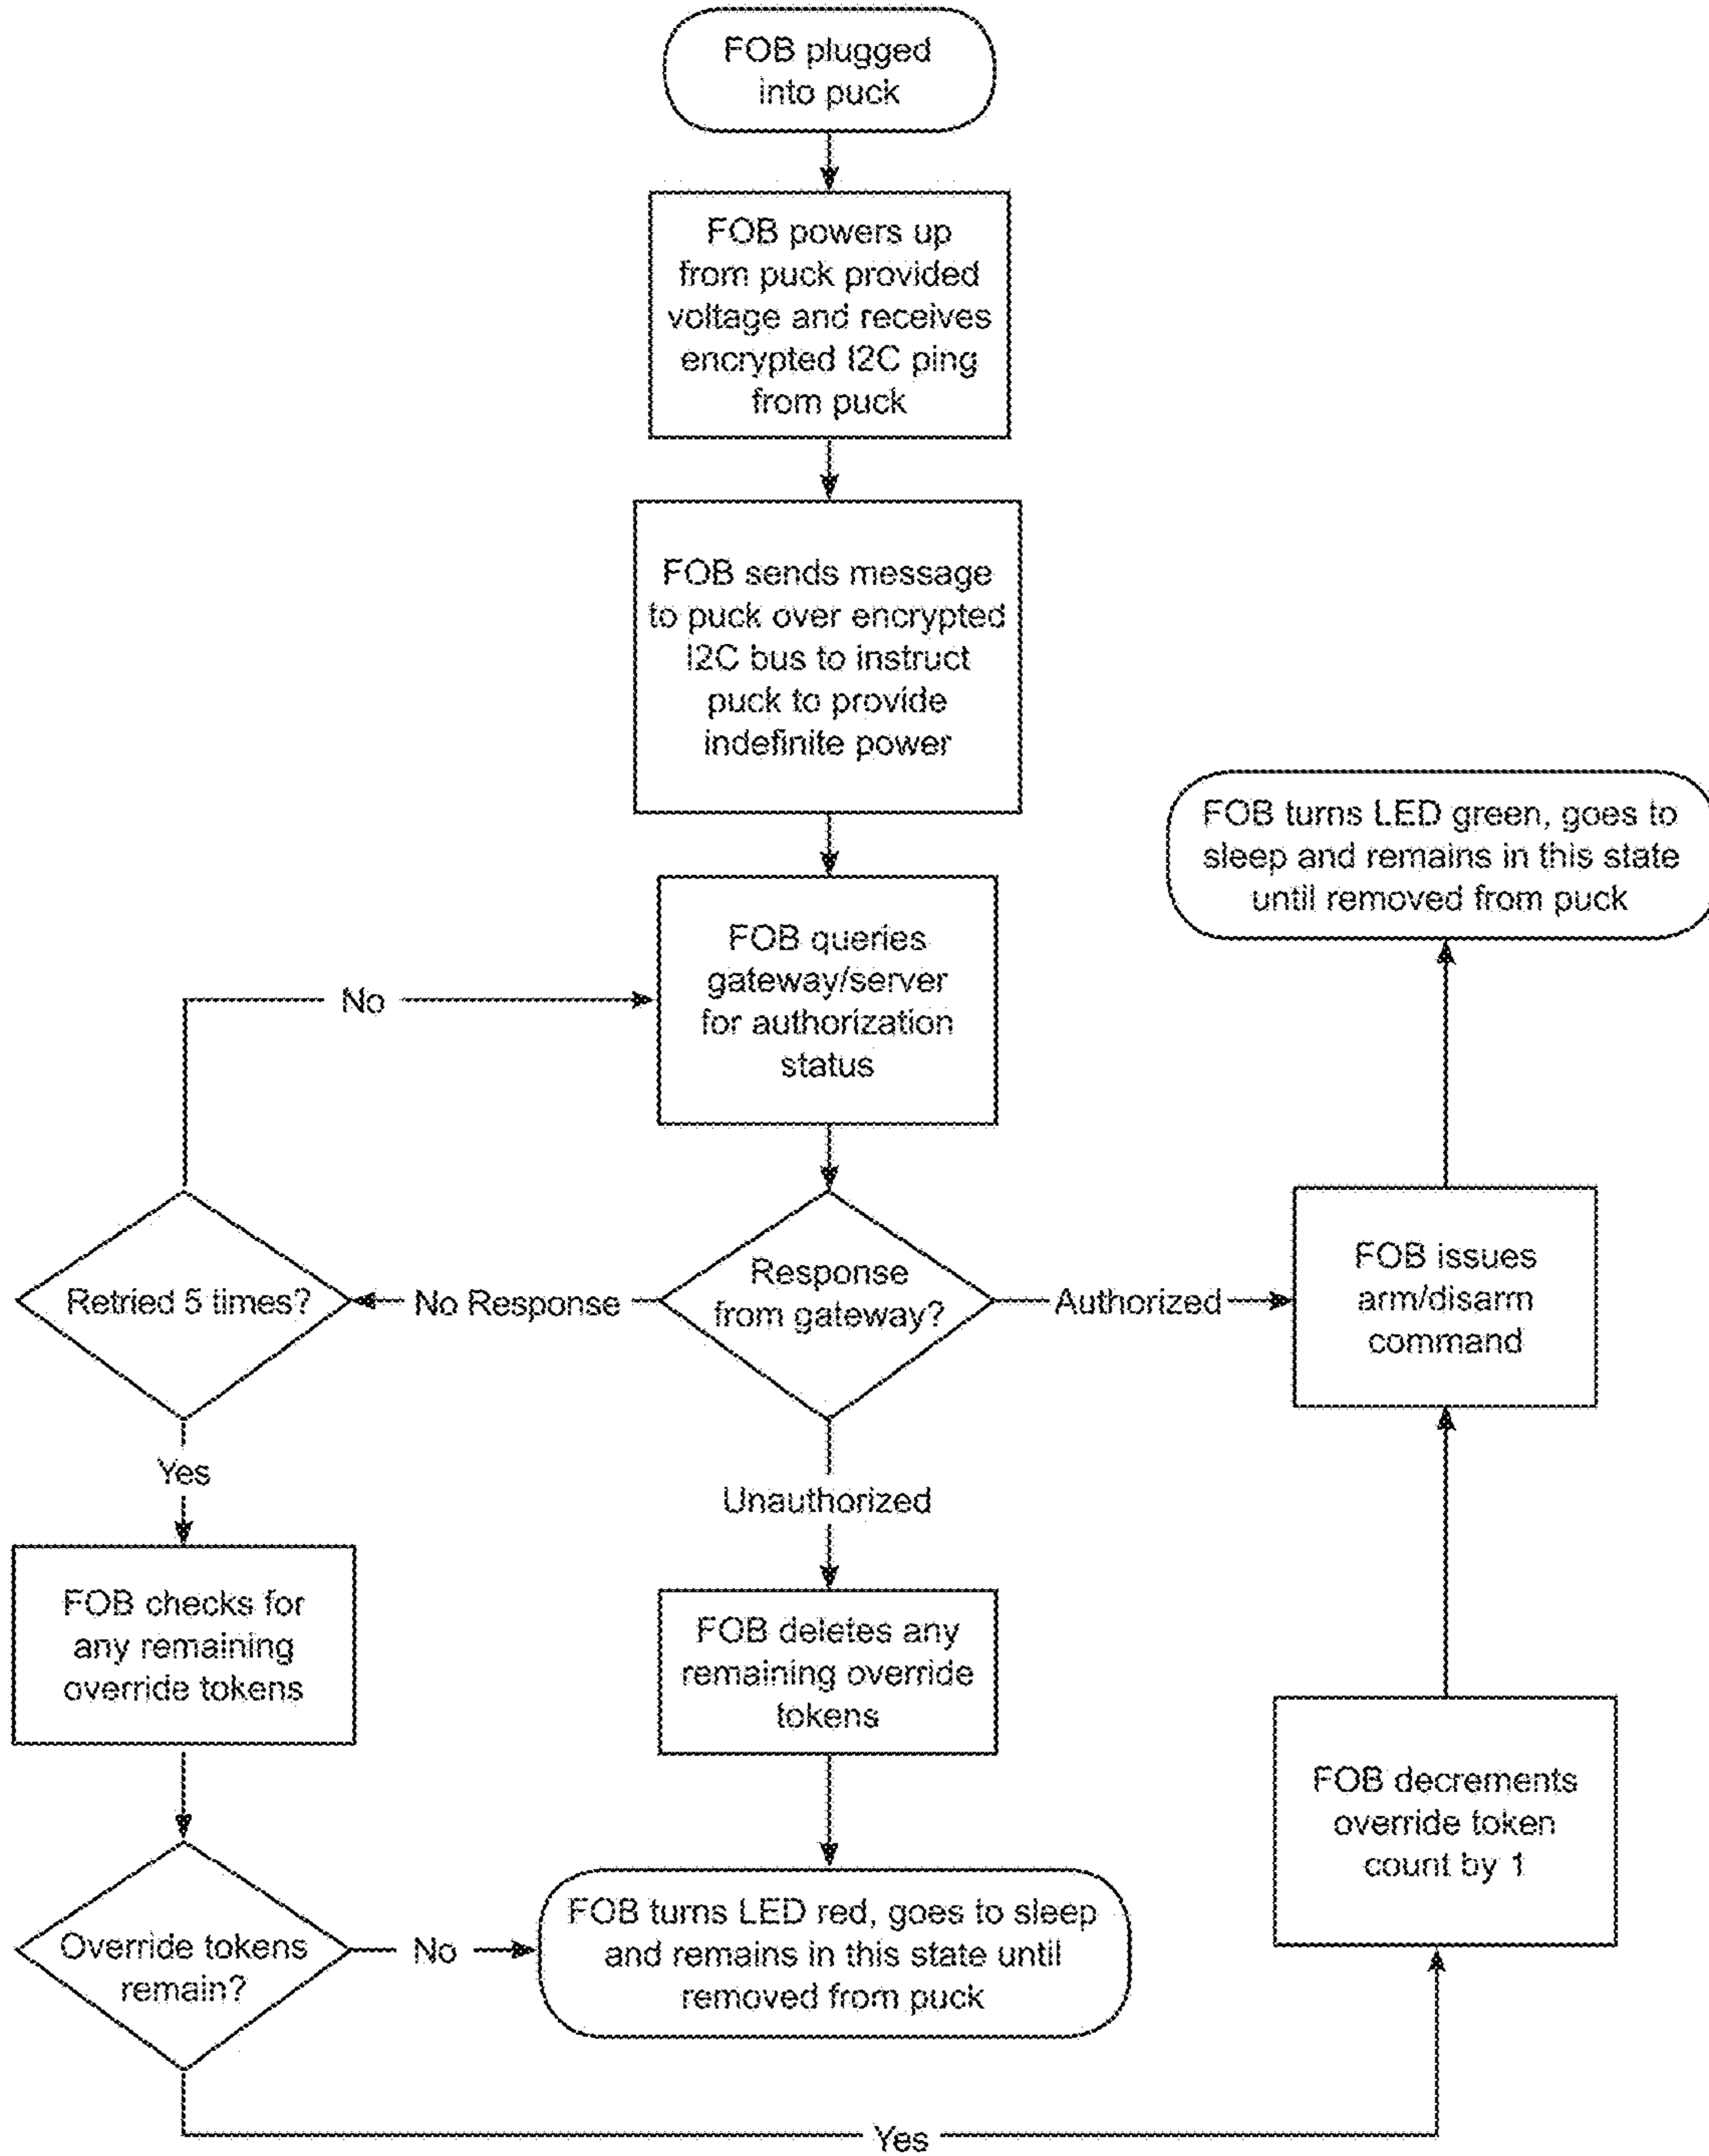 FOB plugged
into puck
FOB powers up
from puck provided
voltage and receives
encrypted I2C ping
from puck
FOB sends message
to puck over encrypted
I2C bus to instruct
puck to provide
indefinite power
FOB turns LED green, goes to
sleep and remains in this state
until removed from puck
FOB queries
gateway/server
for authorization
status
No
Retried 5 times?
No Response
Response
from gateway?
Authorized
FOB issues
arm/disarm
command
Yes
Unauthorized
FOB checks for
any remaining
override tokens
FOB deletes any
remaining override
tokens
FOB decrements
override token
count by 1
Override tokens
remain?
No
FOB turns LED red, goes to sleep
and remains in this state until
removed from puck
Yes